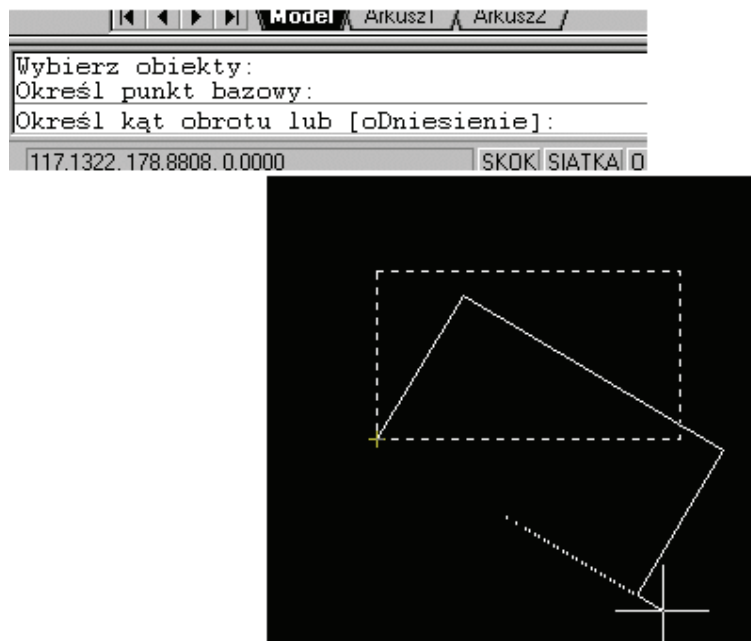 Model Arkusz1 Arkusz2
Wybierz obiekty:
Określ punkt bazowy:
Określ kąt obrotu lub [oDniesienie]:
117.1322, 178.8808, 0.0000 SKOK SIATKA O